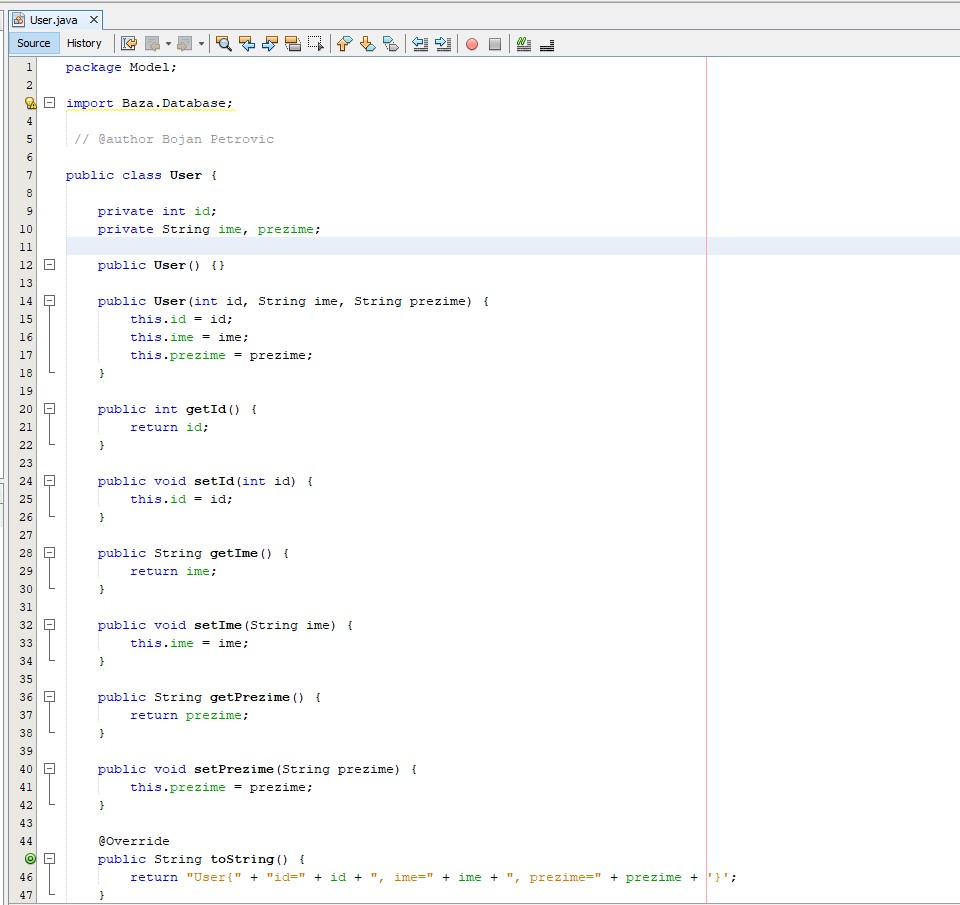 User.java
Source History
1 package Model;
2
import Baza.Database;
4
5 // @author Bojan Petrovic
6
7 public class User {
8
9 private int id;
10 private String ime, prezime;
11
12 public User() {}
13
14 public User(int id, String ime, String prezime) {
15 this.id = id;
16 this.ime = ime;
17 this.prezime = prezime;
18 }
19
20 public int getId() {
21 return id;
22 }
23
24 public void setId(int id) {
25 this.id = id;
26 }
27
28 public String getIme() {
29 return ime;
30 }
31
32 public void setIme(String ime) {
33 this.ime = ime;
34 }
35
36 public String getPrezime() {
37 return prezime;
38 }
39
40 public void setPrezime(String prezime) {
41 this.prezime = prezime;
42 }
43
44 @Override
public String toString() {
46 return "User{" + "id=" + id + ", ime=" + ime + ", prezime=" + prezime + '}';
47 }